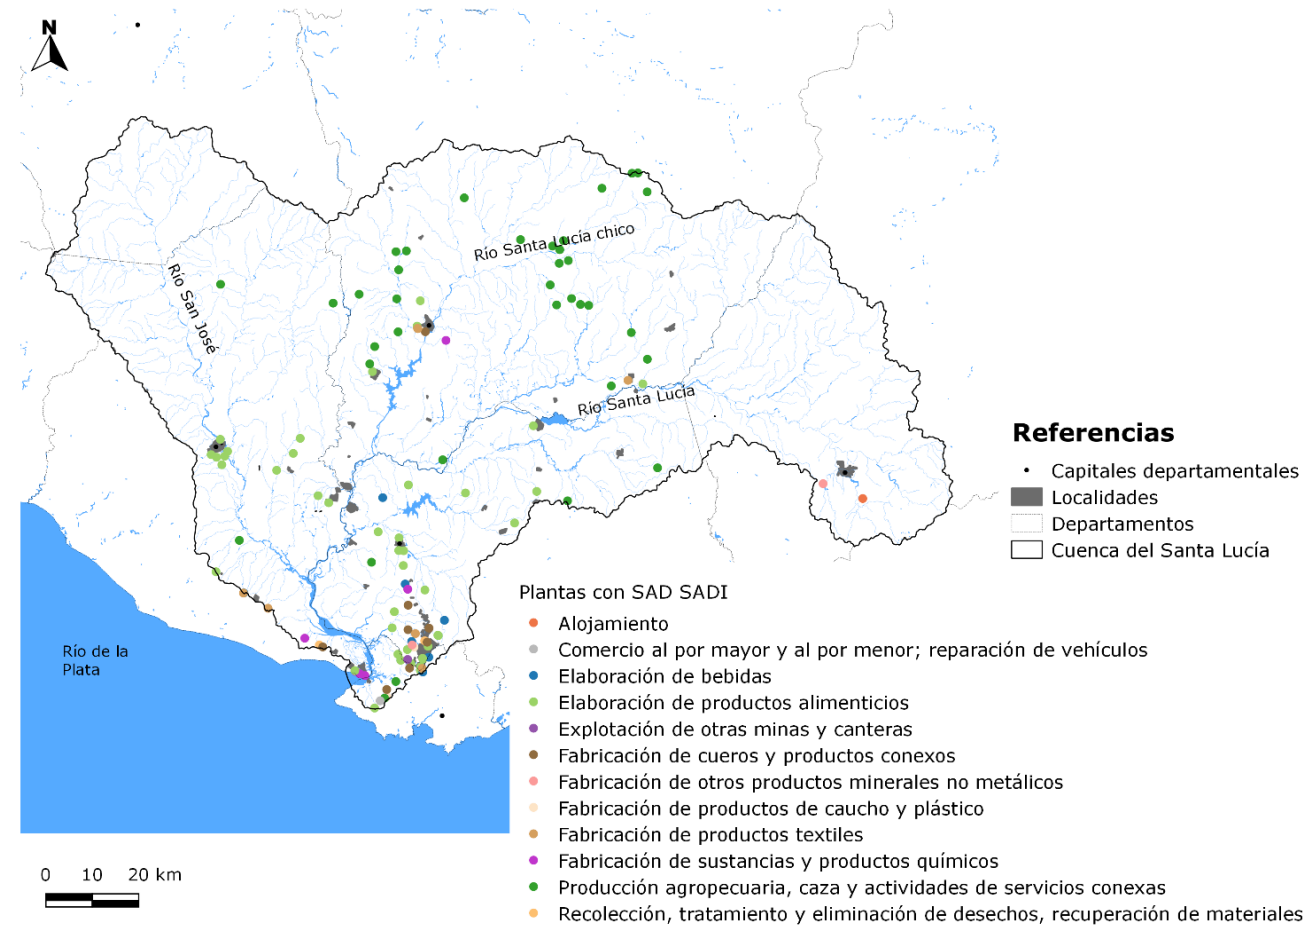 N
Río Santa Lucía chico
Río San José
Río Santa Lucía
Referencias
Capitales departamentales
Localidades
Departamentos
Cuenca del Santa Lucía
Plantas con SAD SADI
Alojamiento
Comercio al por mayor y al por menor; reparación de vehículos
Río de la
Plata
Elaboración de bebidas
Elaboración de productos alimenticios
Explotación de otras minas y canteras
Fabricación de cueros y productos conexos
Fabricación de otros productos minerales no metálicos
Fabricación de productos de caucho y plástico
Fabricación de productos textiles
Fabricación de sustancias y productos químicos
Producción agropecuaria, caza y actividades de servicios conexas
Recolección, tratamiento y eliminación de desechos, recuperación de materiales
0 10 20 km